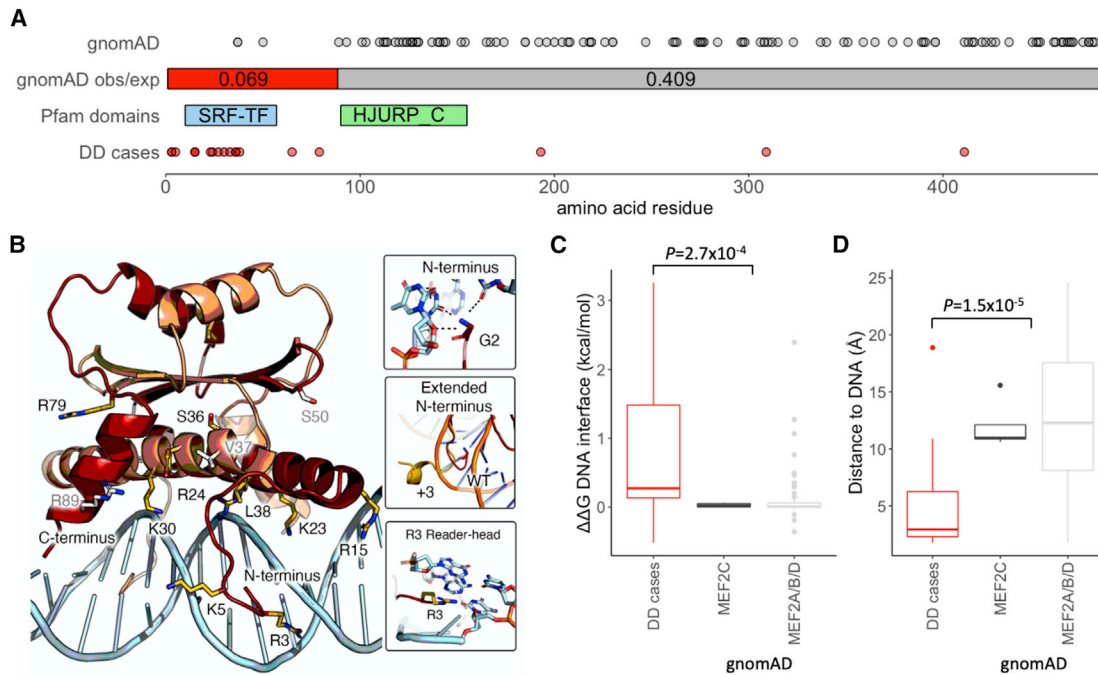 A
gnomAD
gnomAD obs/exp
0.069
0.409
Pfam domains
SRF-TF
HJURP_C
DD cases
0
100
200
300
400
amino acid residue
B
R79
S36
V37
S50
R89
R24
K30
L38
K23
R15
C-terminus
N-terminus
K5
R3
N-terminus
G2
Extended
N-terminus
WT
+3
R3 Reader-head
R3
C
P=2.7x10⁻⁴
ΔΔG DNA interface (kcal/mol)
3
2
1
0
DD cases
MEF2C
MEF2A/B/D
gnomAD
D
P=1.5x10⁻⁵
Distance to DNA (Å)
25
20
15
10
5
DD cases
MEF2C
MEF2A/B/D
gnomAD